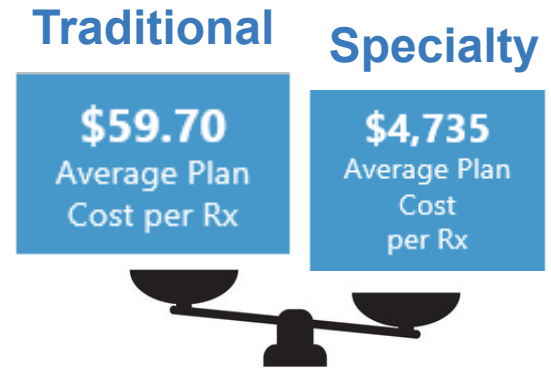 Traditional
$59.70
Average Plan
Cost per Rx
Specialty
$4,735
Average Plan
Cost
per Rx